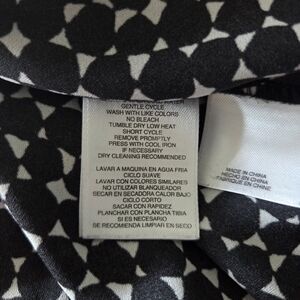 GENTLE CYCLE
WASH WITH LIKE COLORS
NO BLEACH
TUMBLE DRY LOW HEAT
SHORT CYCLE
REMOVE PROMPTLY
PRESS WITH COOL IRON
IF NECESSARY
DRY CLEANING RECOMMENDED
LAVAR A MAQUINA EN AGUA FRIA
CICLO SUAVE
LAVAR CON COLORES SIMILARES
NO UTILIZAR BLANQUEADOR
SECAR EN SECADORA CALOR BAJO
CICLO CORTO
SACAR CON RAPIDEZ
PLANCHAR CON PLANCHA TIBIA
SI ES NECESARIO
SE RECOMIENDA LIMPIAR EN SECO
MADE IN CHINA
HECHO EN CHINA
FABRIQUE EN CHINE